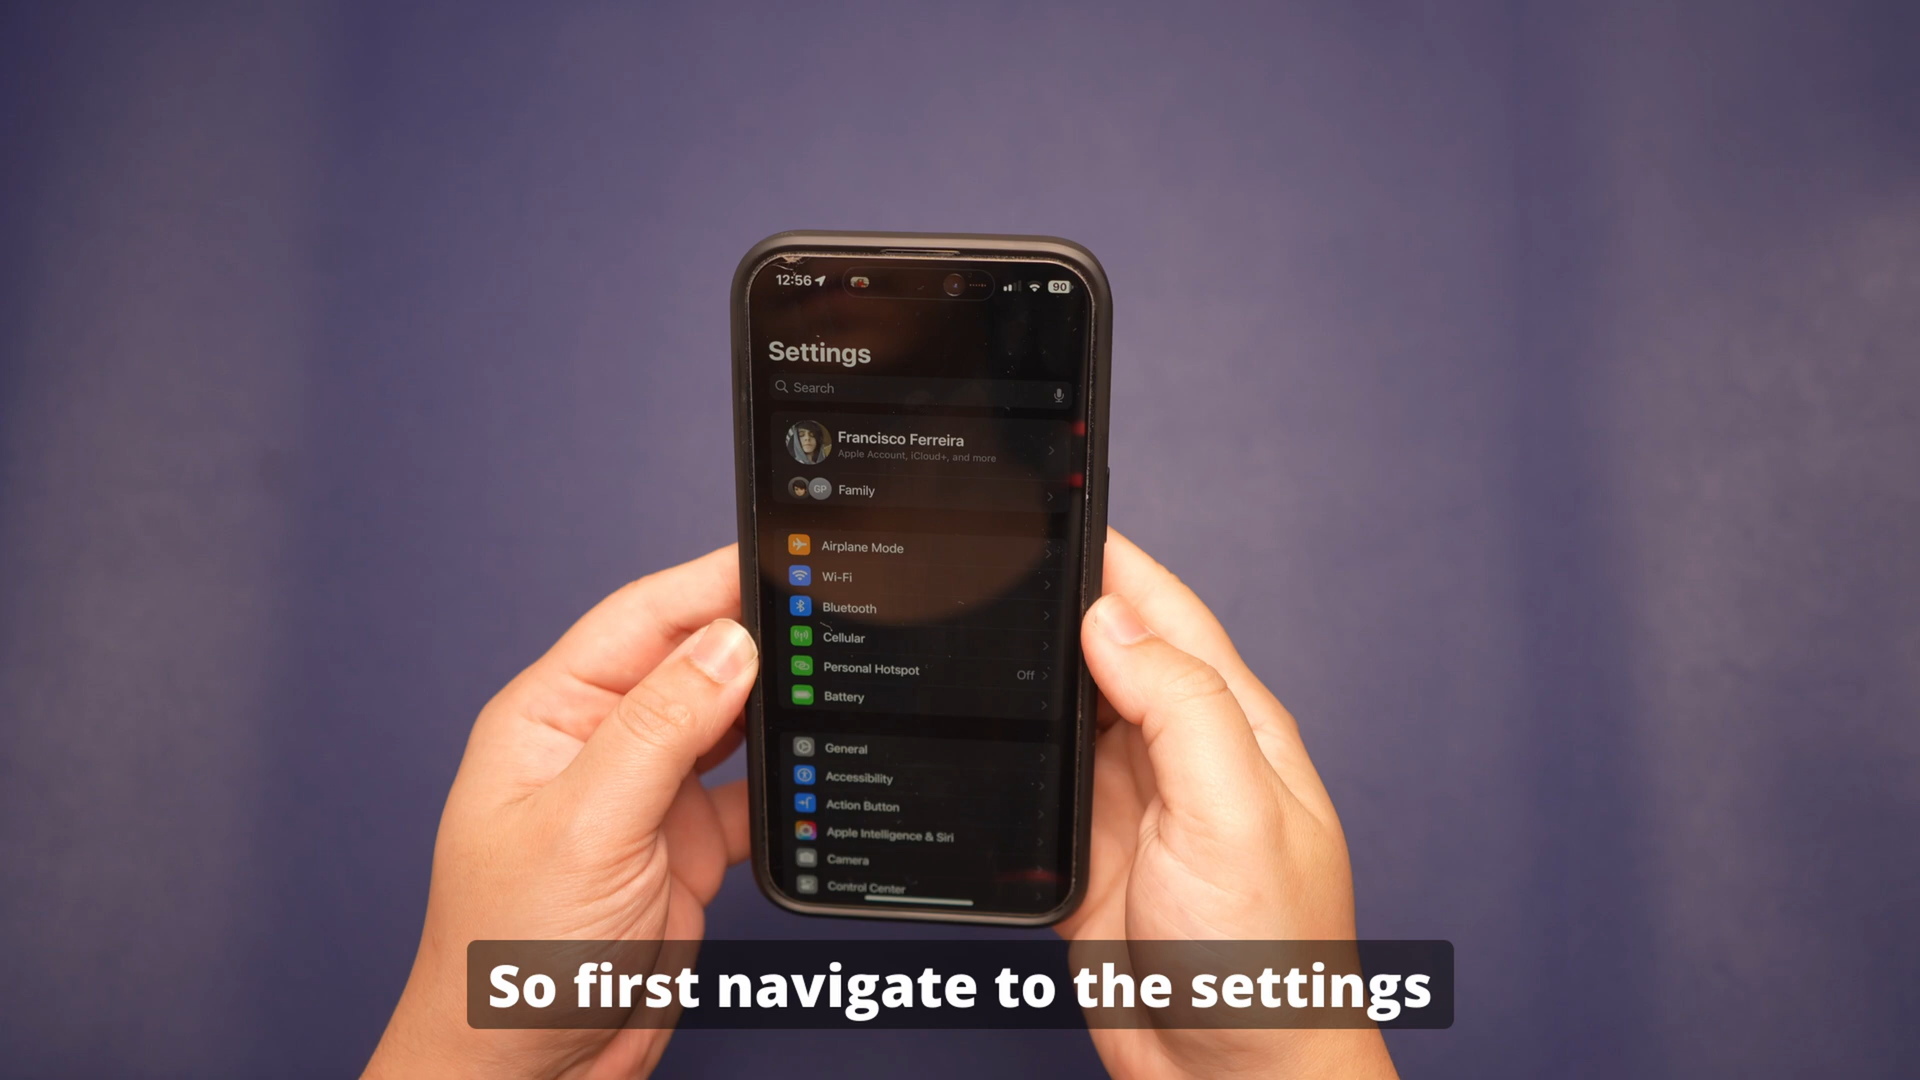 12:56
90
Settings
Search
Francisco Ferreira
Apple Account, iCloud+, and more
GP
Family
Airplane Mode
Wi-Fi
Bluetooth
Cellular
Personal Hotspot
Off
Battery
General
Accessibility
Action Button
Apple Intelligence & Siri
Camera
Control Center
So first navigate to the settings